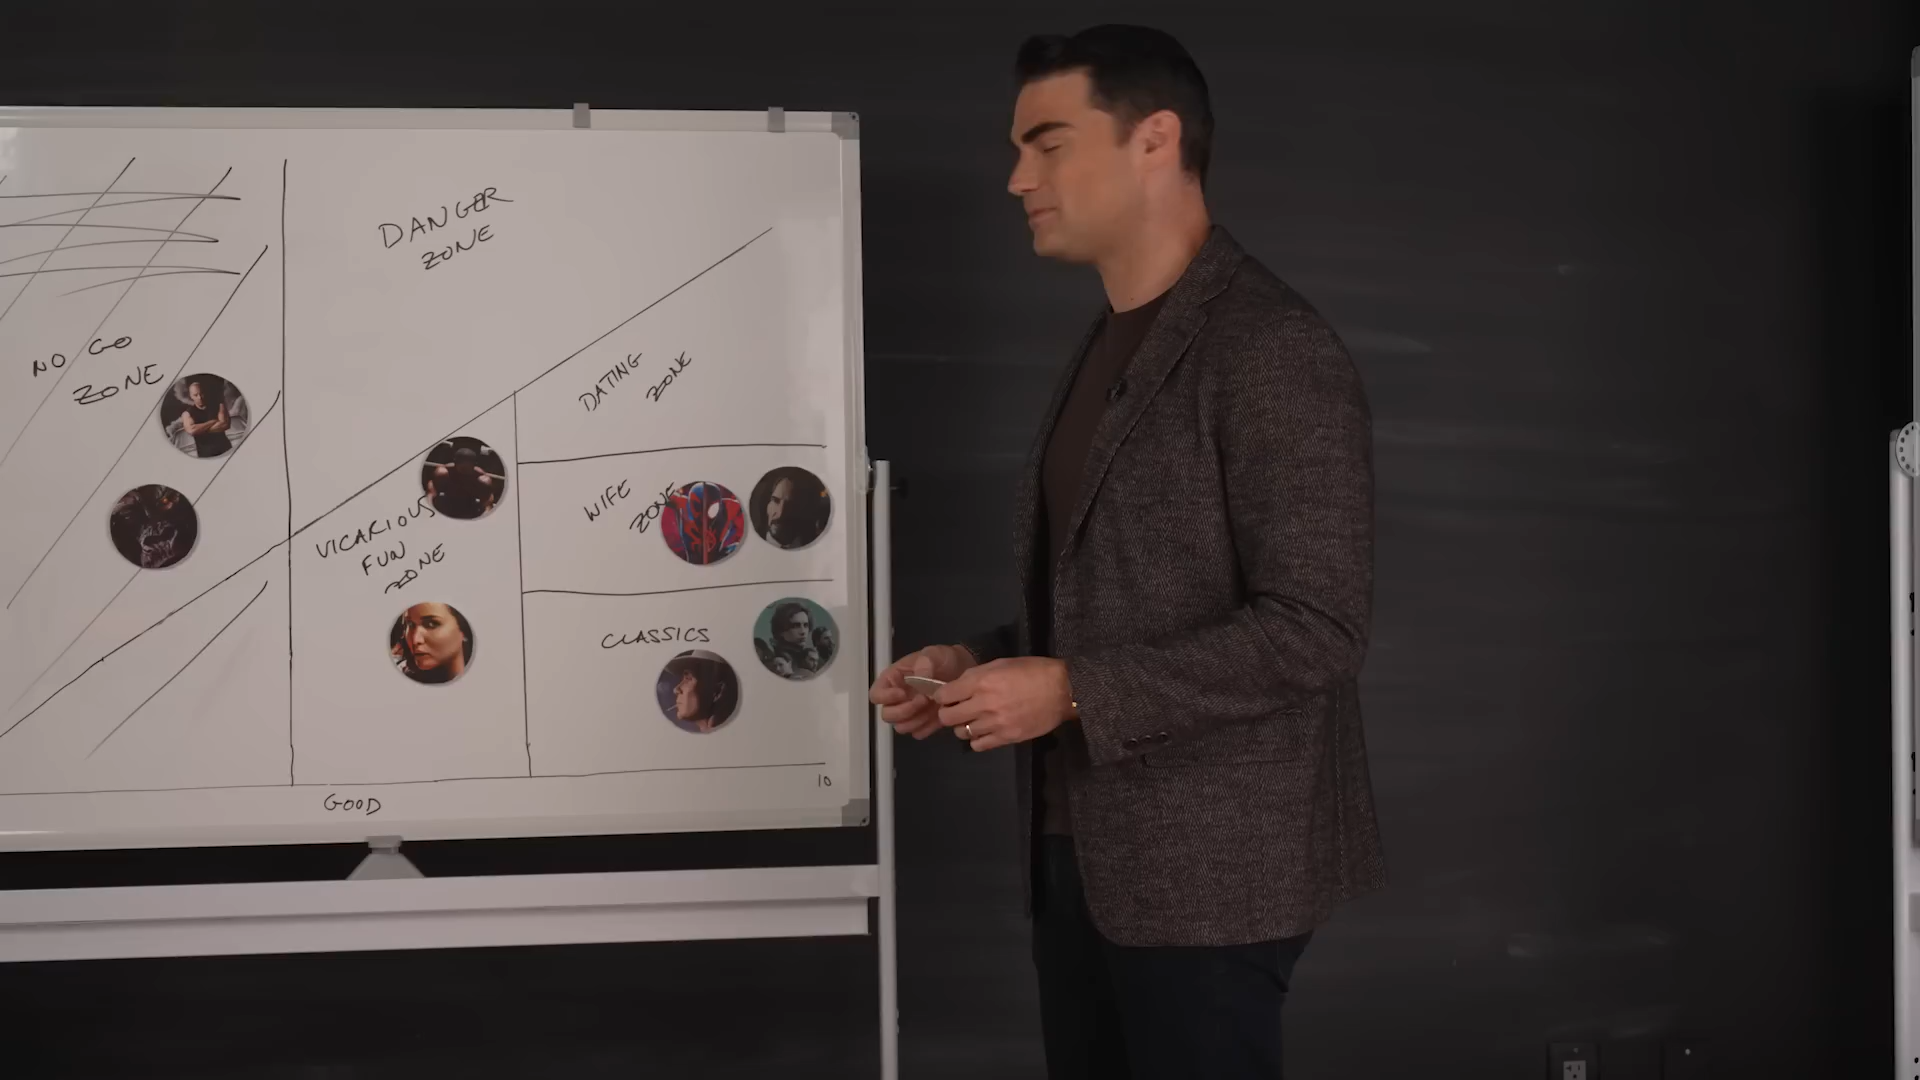 DANGER
ZONE
NO GO
ZONE
DATING
ZONE
VICARIOUS
FUN
ZONE
WIFE
ZONE
CLASSICS
GOOD
10